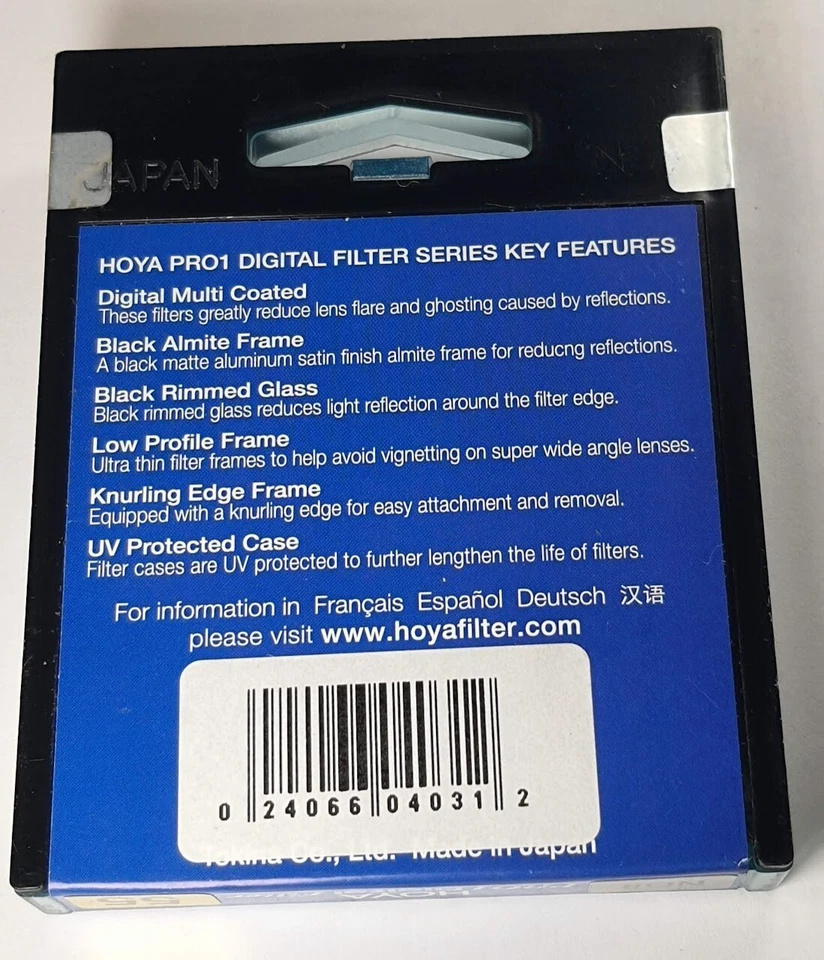 JAPAN
HOYA PRO1 DIGITAL FILTER SERIES KEY FEATURES
Digital Multi Coated
These filters greatly reduce lens flare and ghosting caused by reflections.
Black Almite Frame
A black matte aluminum satin finish almite frame for reducng reflections.
Black Rimmed Glass
Black rimmed glass reduces light reflection around the filter edge.
Low Profile Frame
Ultra thin filter frames to help avoid vignetting on super wide angle lenses.
Knurling Edge Frame
Equipped with a knurling edge for easy attachment and removal.
UV Protected Case
Filter cases are UV protected to further lengthen the life of filters.
For information in Français Español Deutsch 汉语
please visit www.hoyafilter.com
0 24066 04031 2
Co., Ltd. Made in Japan
HOYA